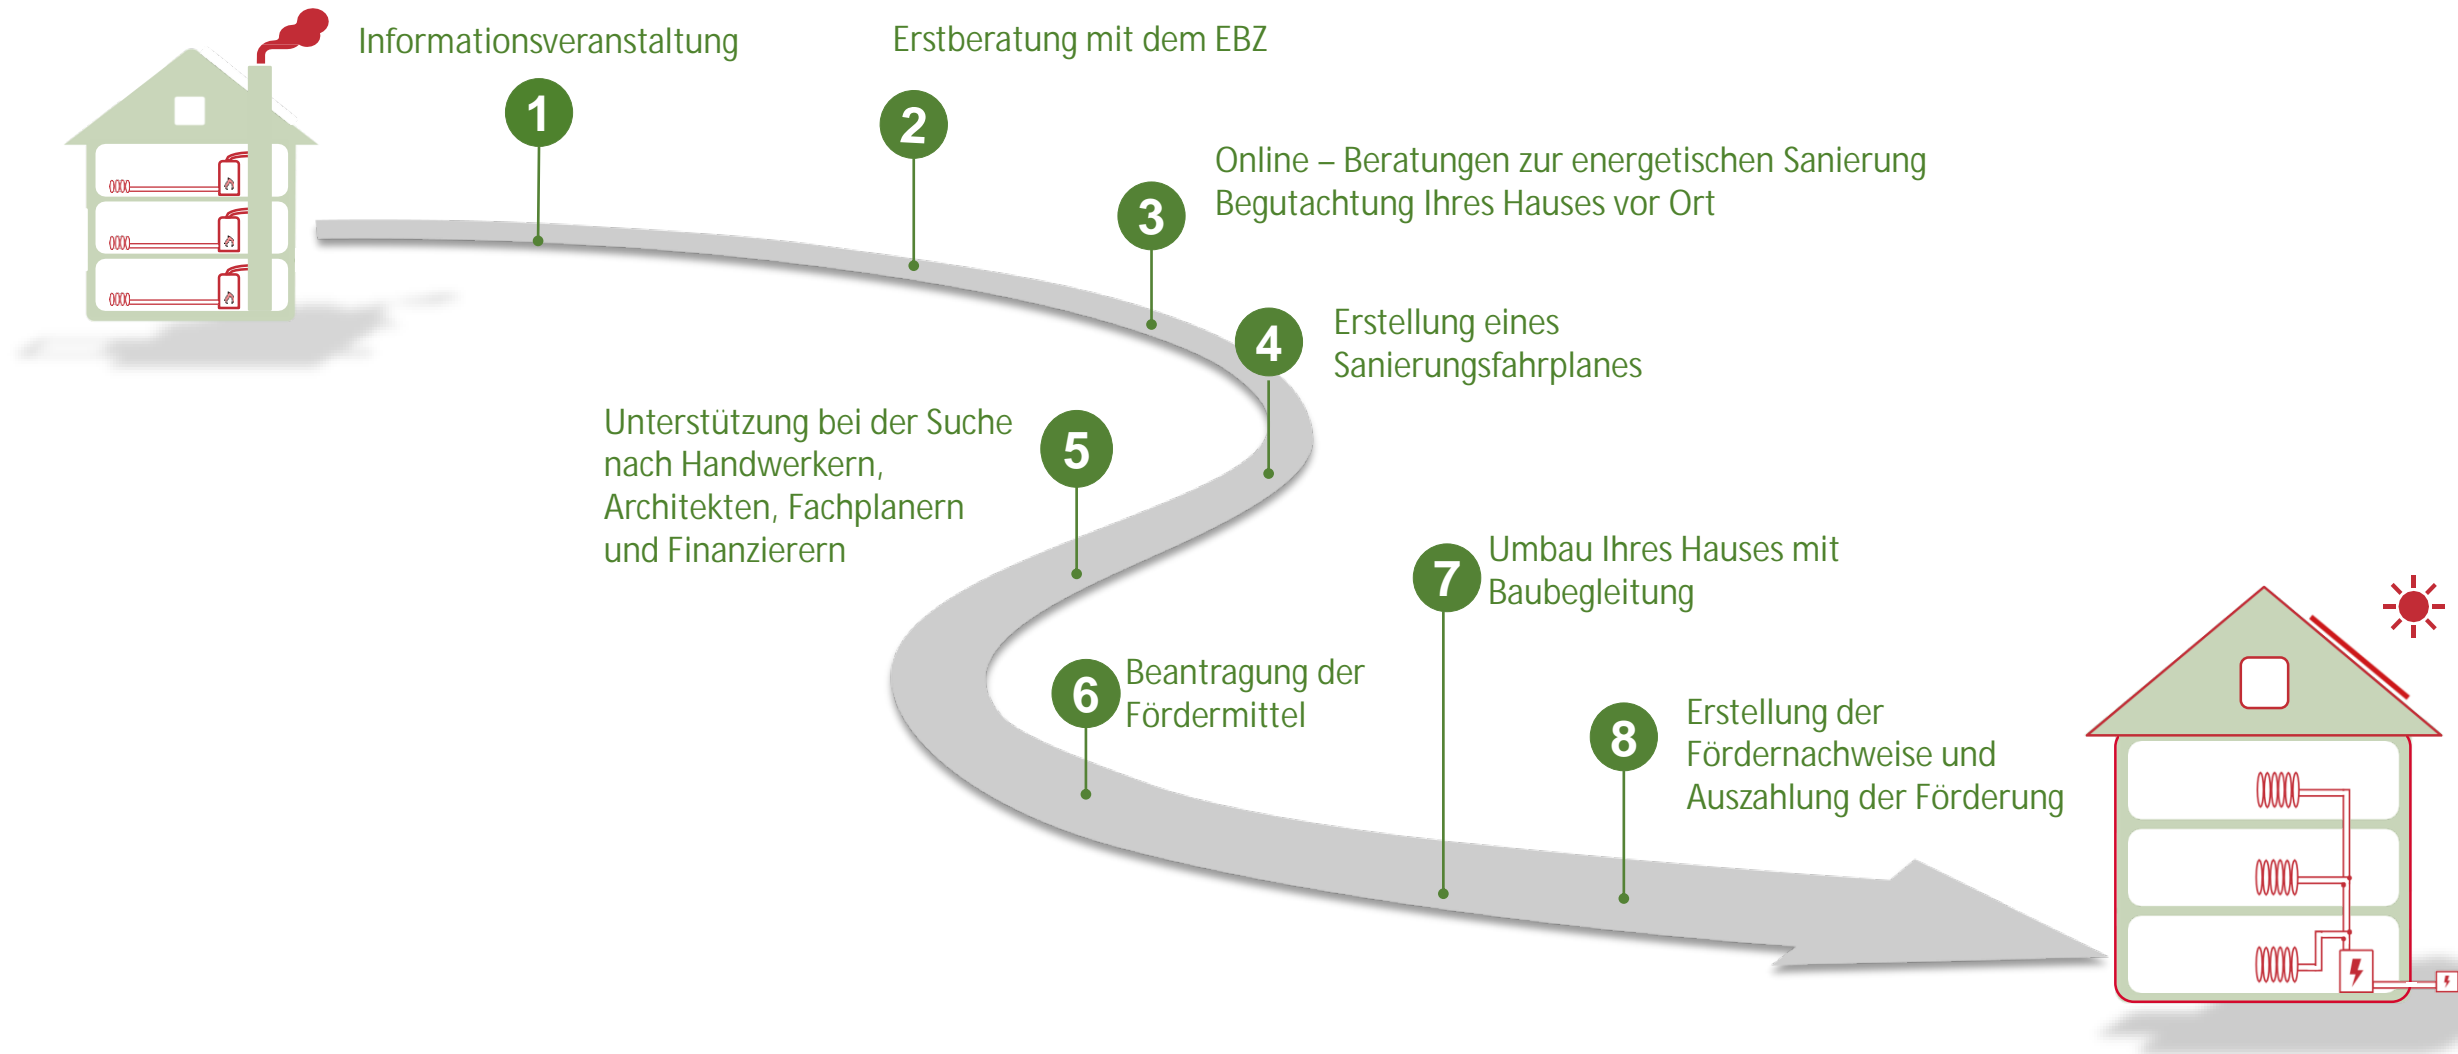 Informationsveranstaltung
1
Erstberatung mit dem EBZ
2
Online – Beratungen zur energetischen Sanierung
Begutachtung Ihres Hauses vor Ort
3
Erstellung eines
Sanierungsfahrplanes
4
Unterstützung bei der Suche
nach Handwerkern,
Architekten, Fachplanern
und Finanzierern
5
Beantragung der
Fördermittel
6
Umbau Ihres Hauses mit
Baubegleitung
7
Erstellung der
Fördernachweise und
Auszahlung der Förderung
8